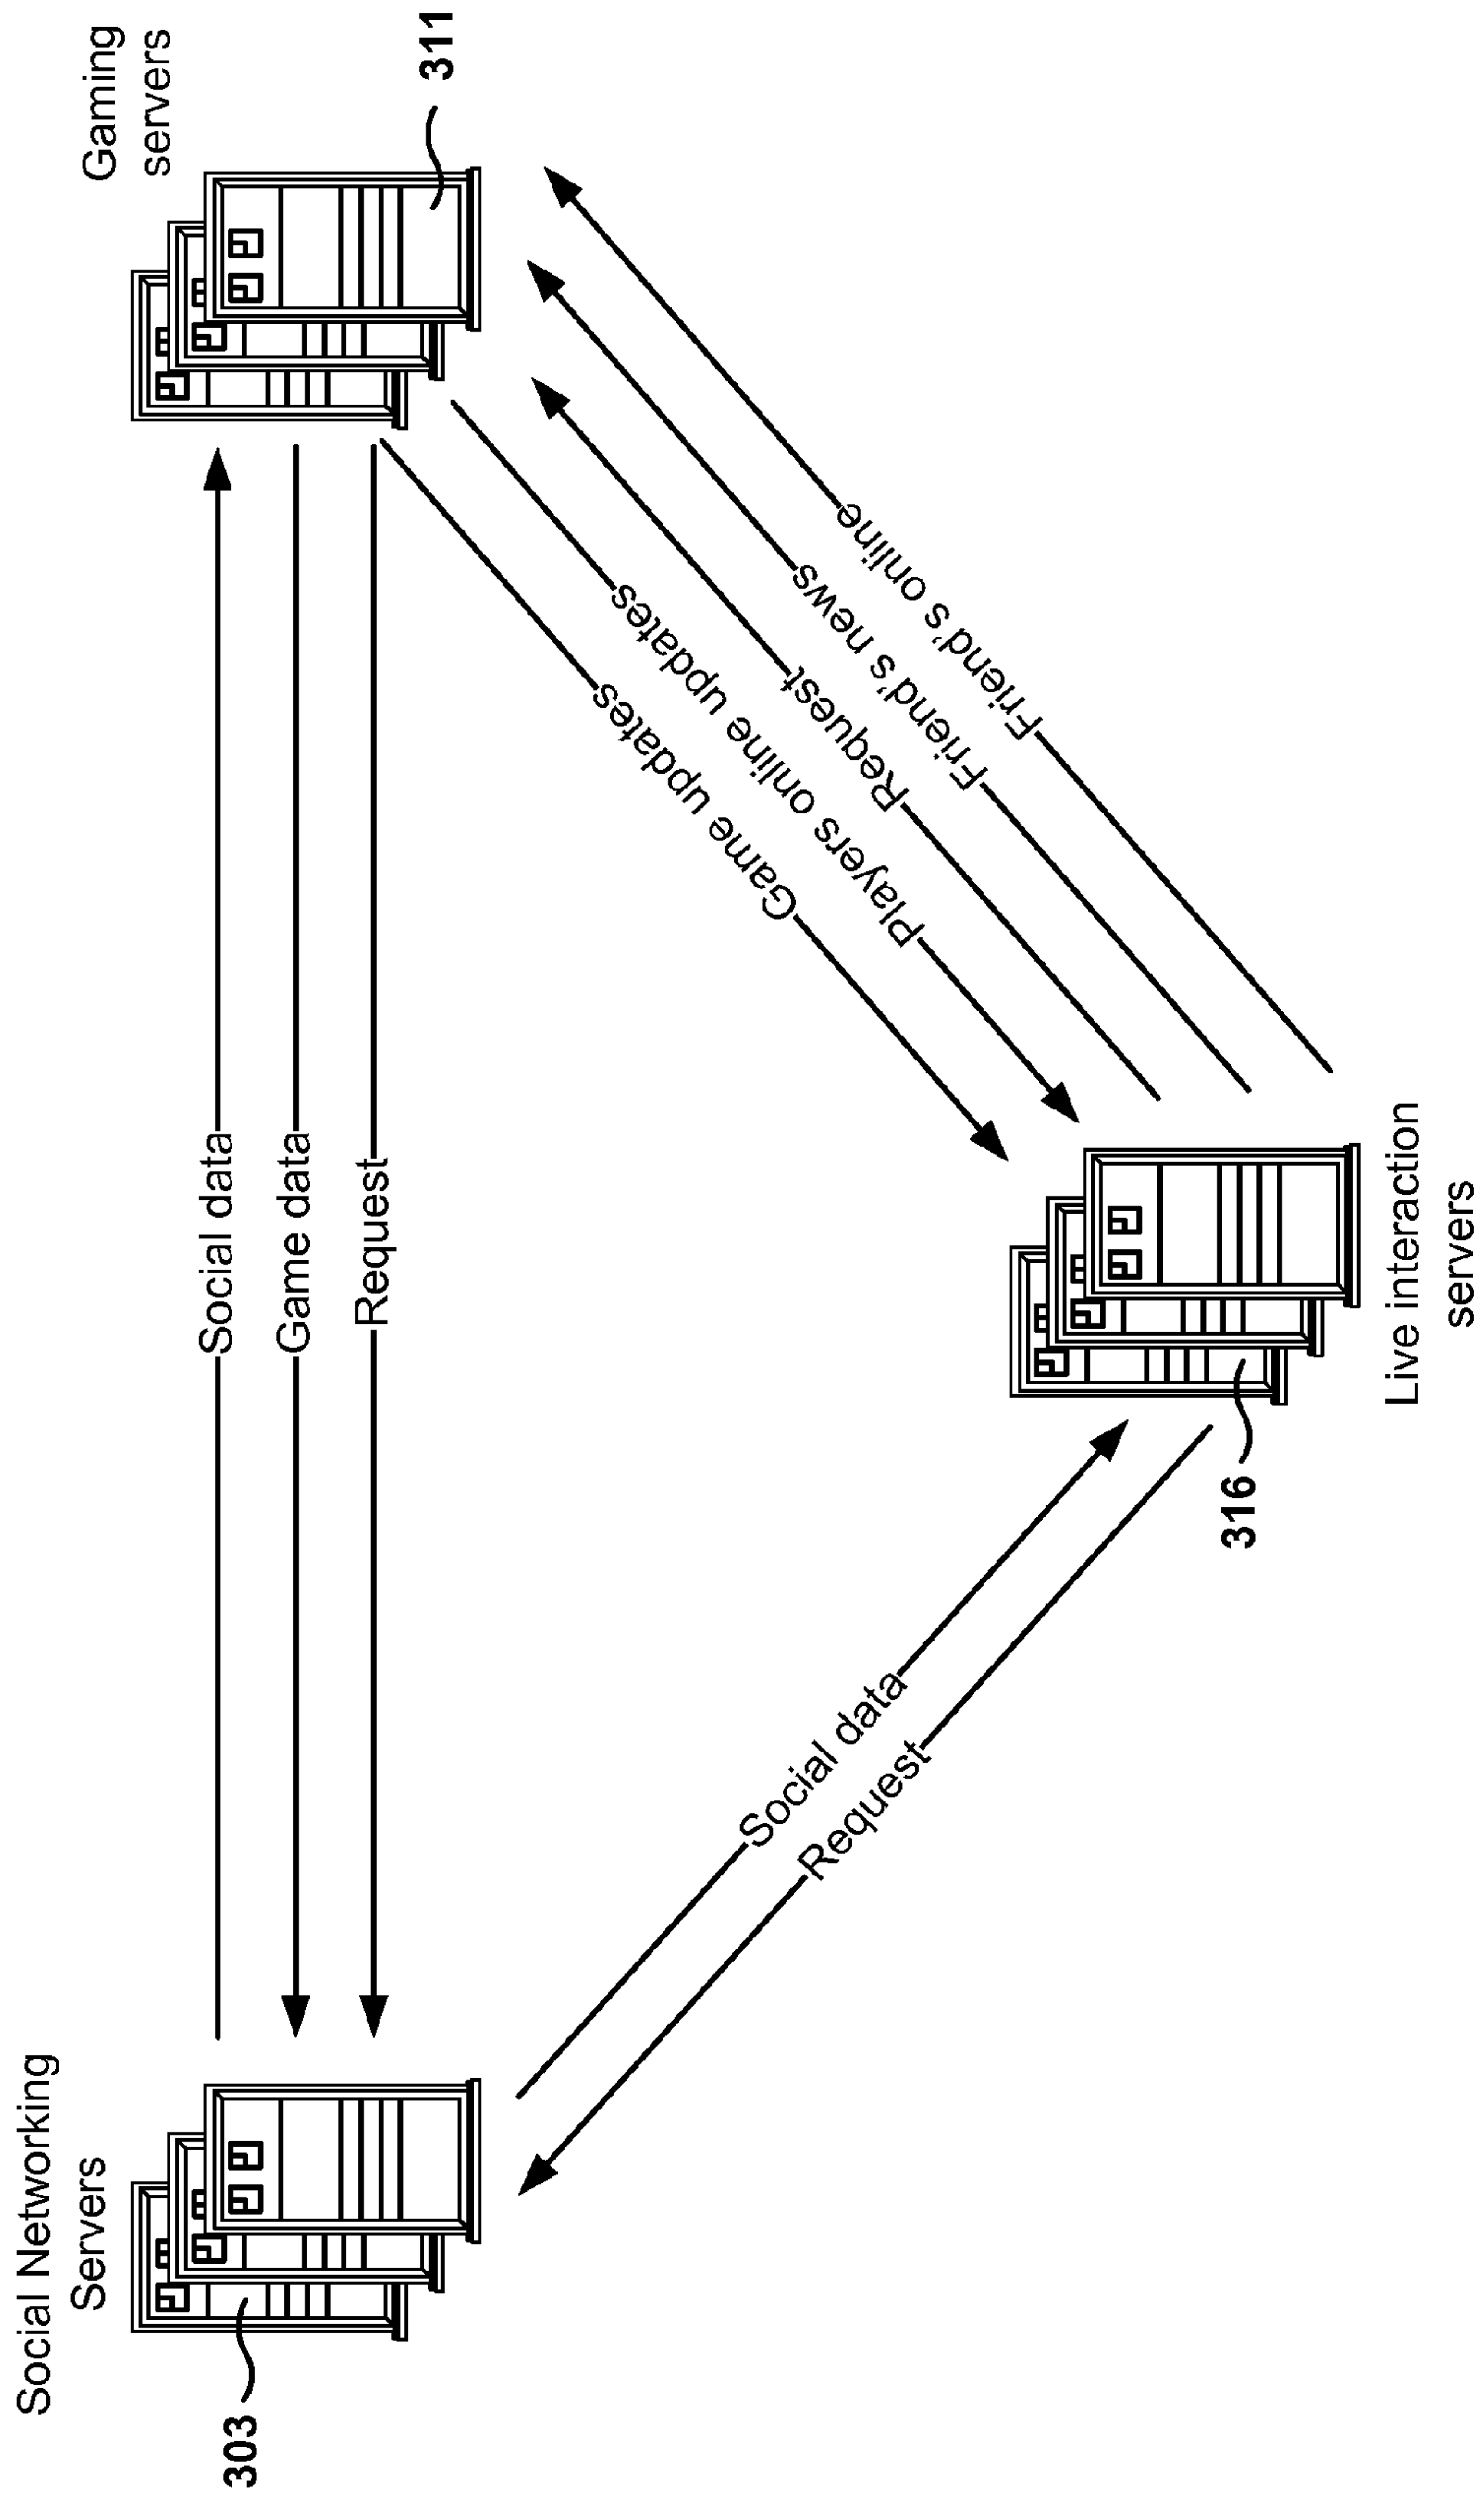 Social Networking
Servers
303
Gaming
servers
311
Social data
Game data
Request
Game updates
Players online updates
Request
Friend's news
Friends' online
Social data
Request
316
Live interaction
servers